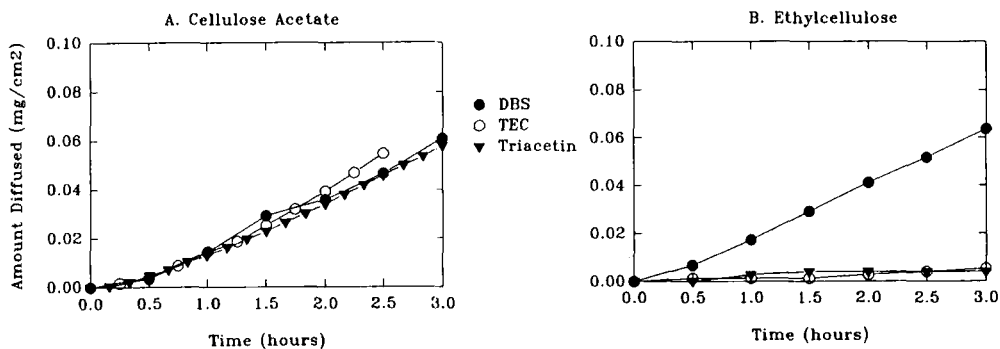 A. Cellulose Acetate
Amount Diffused (mg/cm2)
0.10
0.08
0.06
0.04
0.02
0.00
0.0 0.5 1.0 1.5 2.0 2.5 3.0
Time (hours)
DBS
TEC
Triacetin
B. Ethylcellulose
0.10
0.08
0.06
0.04
0.02
0.00
0.0 0.5 1.0 1.5 2.0 2.5 3.0
Time (hours)